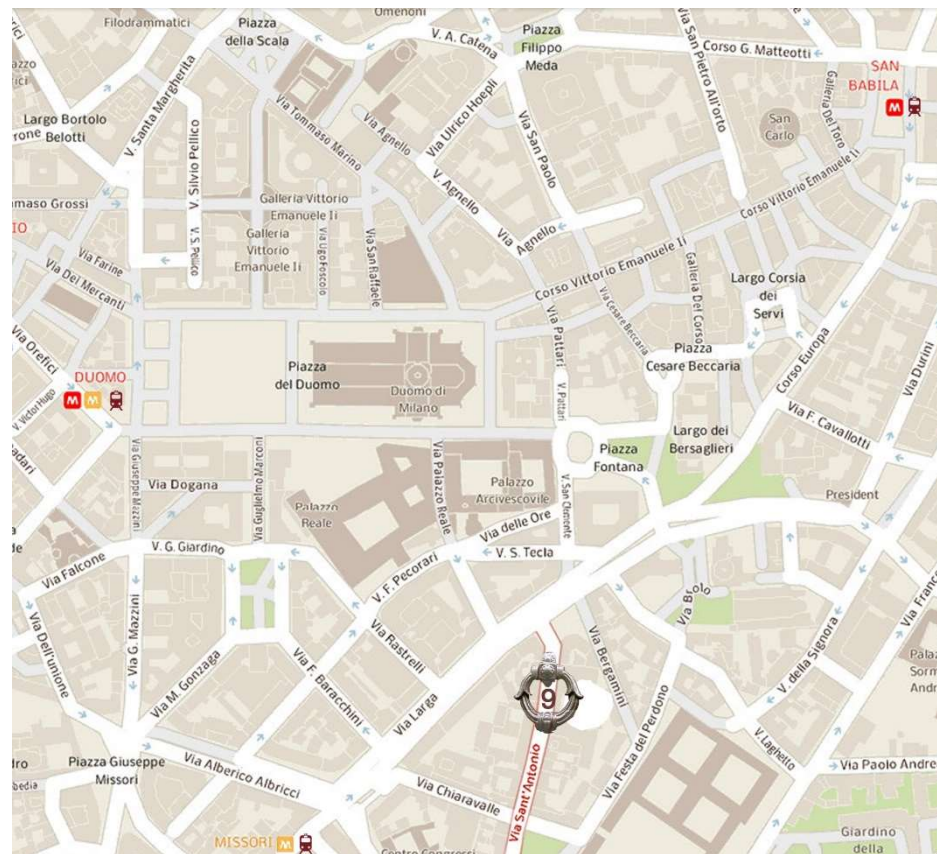 Filodrammatici
Piazza
della Scala
Omenoni
V. A. Catena
Piazza
Filippo
Meda
Via San Pietro All'orto
Corso G. Matteotti
SAN
BABILA
M
Galleria Del Toro
San
Carlo
Largo Bortolo
Belotti
V. Santa Margherita
V. Silvio Pellico
Via Tommaso Marino
Via Agnello
Via Ulrico Hoepli
Via San Paolo
V. Agnello
Via Agnello
Corso Vittorio Emanuele Ii
Corso Vittorio Emanuele Ii
Galleria Vittorio
Emanuele Ii
Galleria
Vittorio
Emanuele Ii
V. S. Pellico
Via Ugo Foscolo
Via San Raffaele
maso Grossi
IO
Via Farine
Via Dei Mercanti
Via Orefici
Via Pattari
V. Pattari
Via Cesare Beccaria
Galleria Del Corso
Largo Corsia
dei
Servi
Piazza
Cesare Beccaria
Corso Europa
Via Durini
Via F. Cavallotti
DUOMO
M
M
V. Victor Hugo
Piazza
del Duomo
Duomo di
Milano
Largo dei
Bersaglieri
Piazza
Fontana
President
adari
Via Giuseppe Mazzini
Via Dogana
Via Guglielmo Marconi
Palazzo
Reale
Via Palazzo Reale
Palazzo
Arcivescovile
V. San Clemente
Via delle Ore
V. S. Tecla
V. G. Giardino
V. F. Pecorari
Via Falcone
Via Dell'unione
Via G. Mazzini
Via M. Gonzaga
Via F. Baracchini
Via Rastrelli
Via Larga
Via Bergamini
Via Festa del Perdono
V. della Signora
Via Franc
V. Laghetto
Via Paolo Andre
9
Via Sant'Antonio
Via Alberico Albricci
Via Chiaravalle
Piazza Giuseppe
Missori
MISSORI
M
Giardino
della